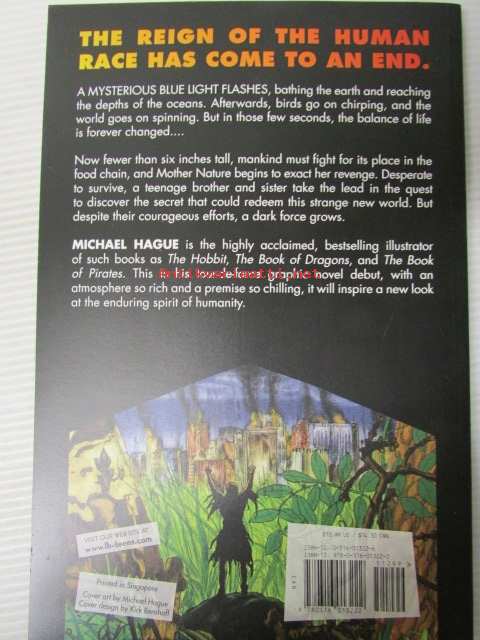 THE REIGN OF THE HUMAN
RACE HAS COME TO AN END.
A MYSTERIOUS BLUE LIGHT FLASHES, bathing the earth and reaching
the depths of the oceans. Afterwards, birds go on chirping, and the
world goes on spinning. But in those few seconds, the balance of life
is forever changed....
Now fewer than six inches tall, mankind must fight for its place in the
food chain, and Mother Nature begins to exact her revenge. Desperate
to survive, a teenage brother and sister take the lead in the quest
to discover the secret that could redeem this strange new world. But
despite their courageous efforts, a dark force grows.
MICHAEL HAGUE is the highly acclaimed, bestselling illustrator
of such books as The Hobbit, The Book of Dragons, and The Book
of Pirates. This is his graphic novel debut, with an
atmosphere so rich and a premise so chilling, it will inspire a new look
at the enduring spirit of humanity.
VISIT OUR WEB SITE AT
Printed in Singapore
Cover art by Michael Hague
Cover design by Kirk Benshoff